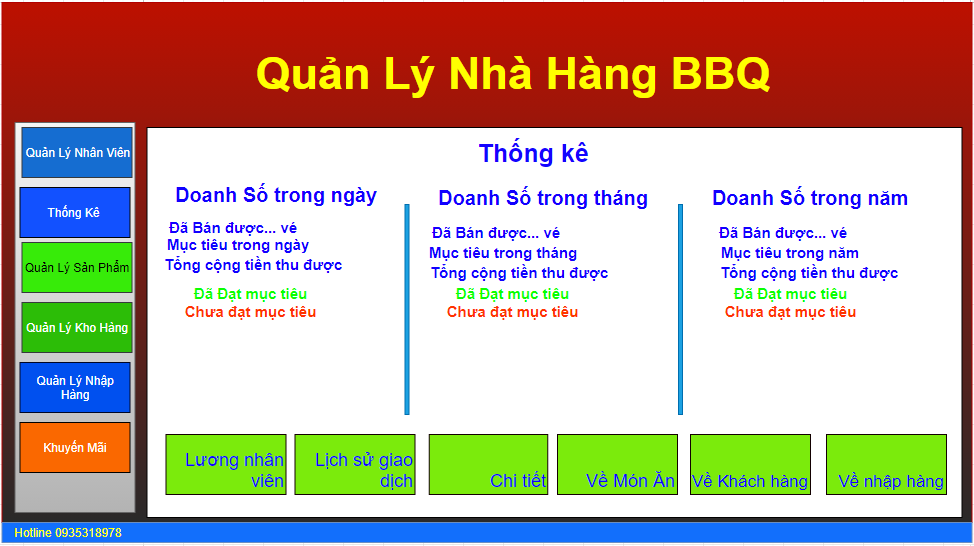 Quản Lý Nhà Hàng BBQ
Quản Lý Nhân Viên
Thống Kê
Quản Lý Sản Phẩm
Quản Lý Kho Hàng
Quản Lý Nhập
Hàng
Khuyến Mãi
Thống kê
Doanh Số trong ngày
Đã Bán được... vé
Mục tiêu trong ngày
Tổng cộng tiền thu được
Đã Đạt mục tiêu
Chưa đạt mục tiêu
Doanh Số trong tháng
Đã Bán được... vé
Mục tiêu trong tháng
Tổng cộng tiền thu được
Đã Đạt mục tiêu
Chưa đạt mục tiêu
Doanh Số trong năm
Đã Bán được... vé
Mục tiêu trong năm
Tổng cộng tiền thu được
Đã Đạt mục tiêu
Chưa đạt mục tiêu
Lương nhân
viên
Lịch sử giao
dịch
Chi tiết
Về Món Ăn
Về Khách hàng
Về nhập hàng
Hotline 0935318978